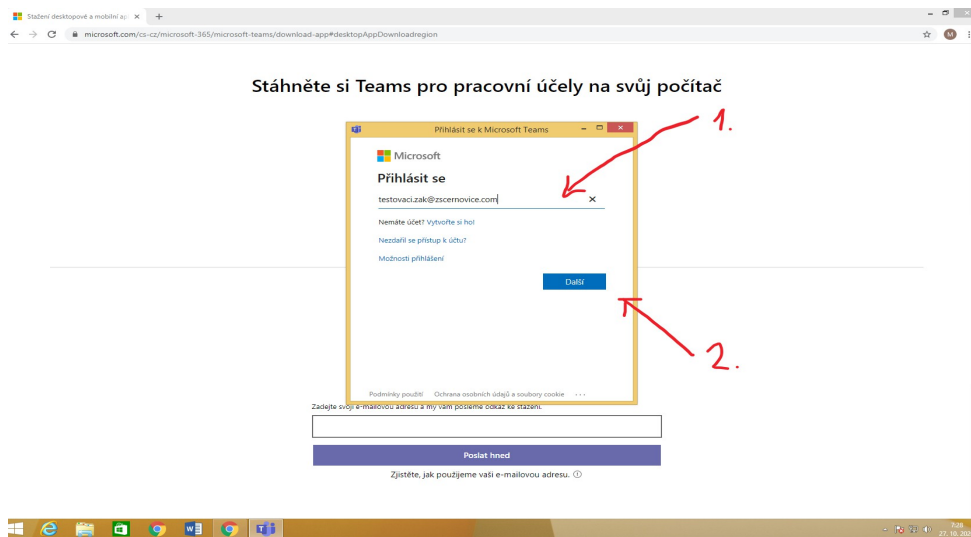 Stažení desktopové a mobilní ap
microsoft.com/cs-cz/microsoft-365/microsoft-teams/download-app#desktopAppDownloadregion
M
Stáhněte si Teams pro pracovní účely na svůj počítač
1.
Přihlásit se k Microsoft Teams
Microsoft
Přihlásit se
testovaci.zak@zscernovice.com
Nemáte účet? Vytvořte si ho!
Nezdařil se přístup k účtu?
Možnosti přihlášení
Další
2.
Podmínky použití Ochrana osobních údajů a soubory cookie ...
Zadejte svoji e-mailovou adresu a my vám pošleme odkaz ke stažení.
Poslat hned
Zjistěte, jak použijeme vaši e-mailovou adresu.
7:28
27. 10.